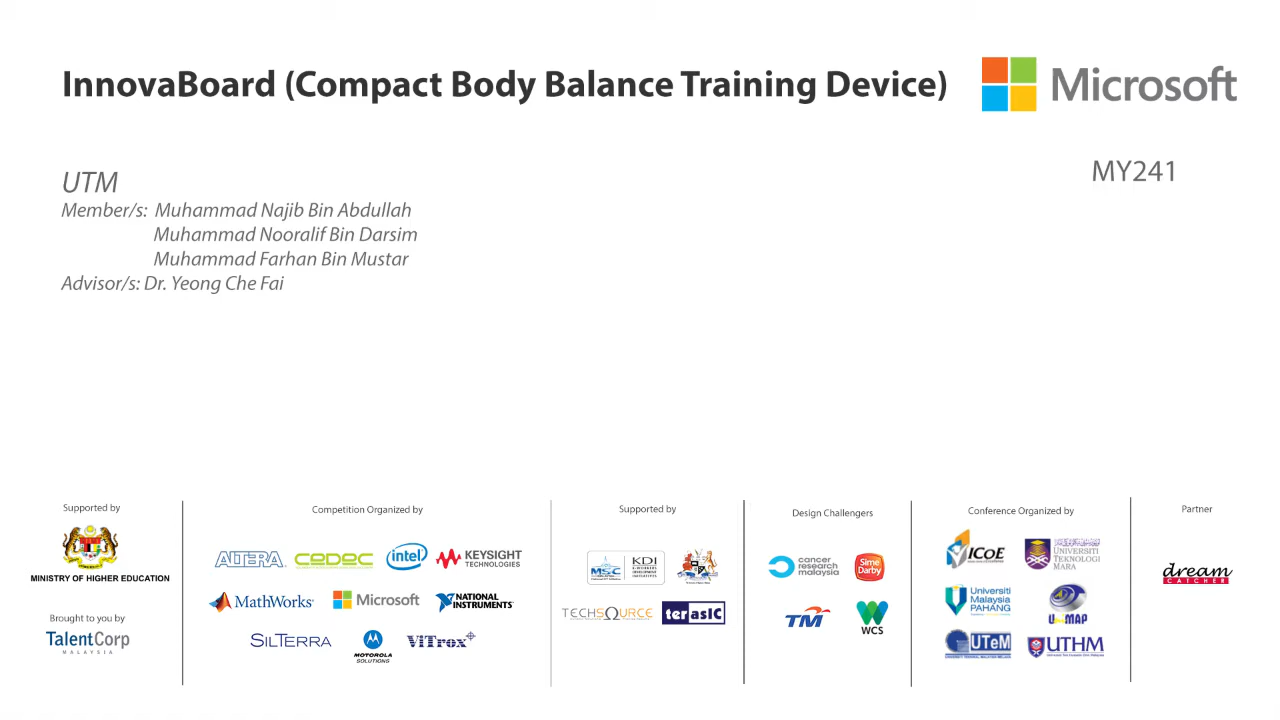 InnovaBoard (Compact Body Balance Training Device)
Microsoft
MY241
UTM
Member/s: Muhammad Najib Bin Abdullah
Muhammad Nooralif Bin Darsim
Muhammad Farhan Bin Mustar
Advisor/s: Dr. Yeong Che Fai
Supported by
MINISTRY OF HIGHER EDUCATION
Brought to you by
TalentCorp
MALAYSIA
Competition Organized by
ALTERA
CEDEC
intel
KEYSIGHT
TECHNOLOGIES
MathWorks
Microsoft
NATIONAL
INSTRUMENTS
SILTERRA
MOTOROLA
SOLUTIONS
ViTrox
Supported by
MSC
KDI
TECHSOURCE
terasIC
Design Challengers
cancer
research
malaysia
Sime
Darby
TM
WCS
Conference Organized by
ICoE
UNIVERSITI
TEKNOLOGI
MARA
Universiti
Malaysia
PAHANG
UniMAP
UTeM
UTHM
Partner
dream
CATCHER